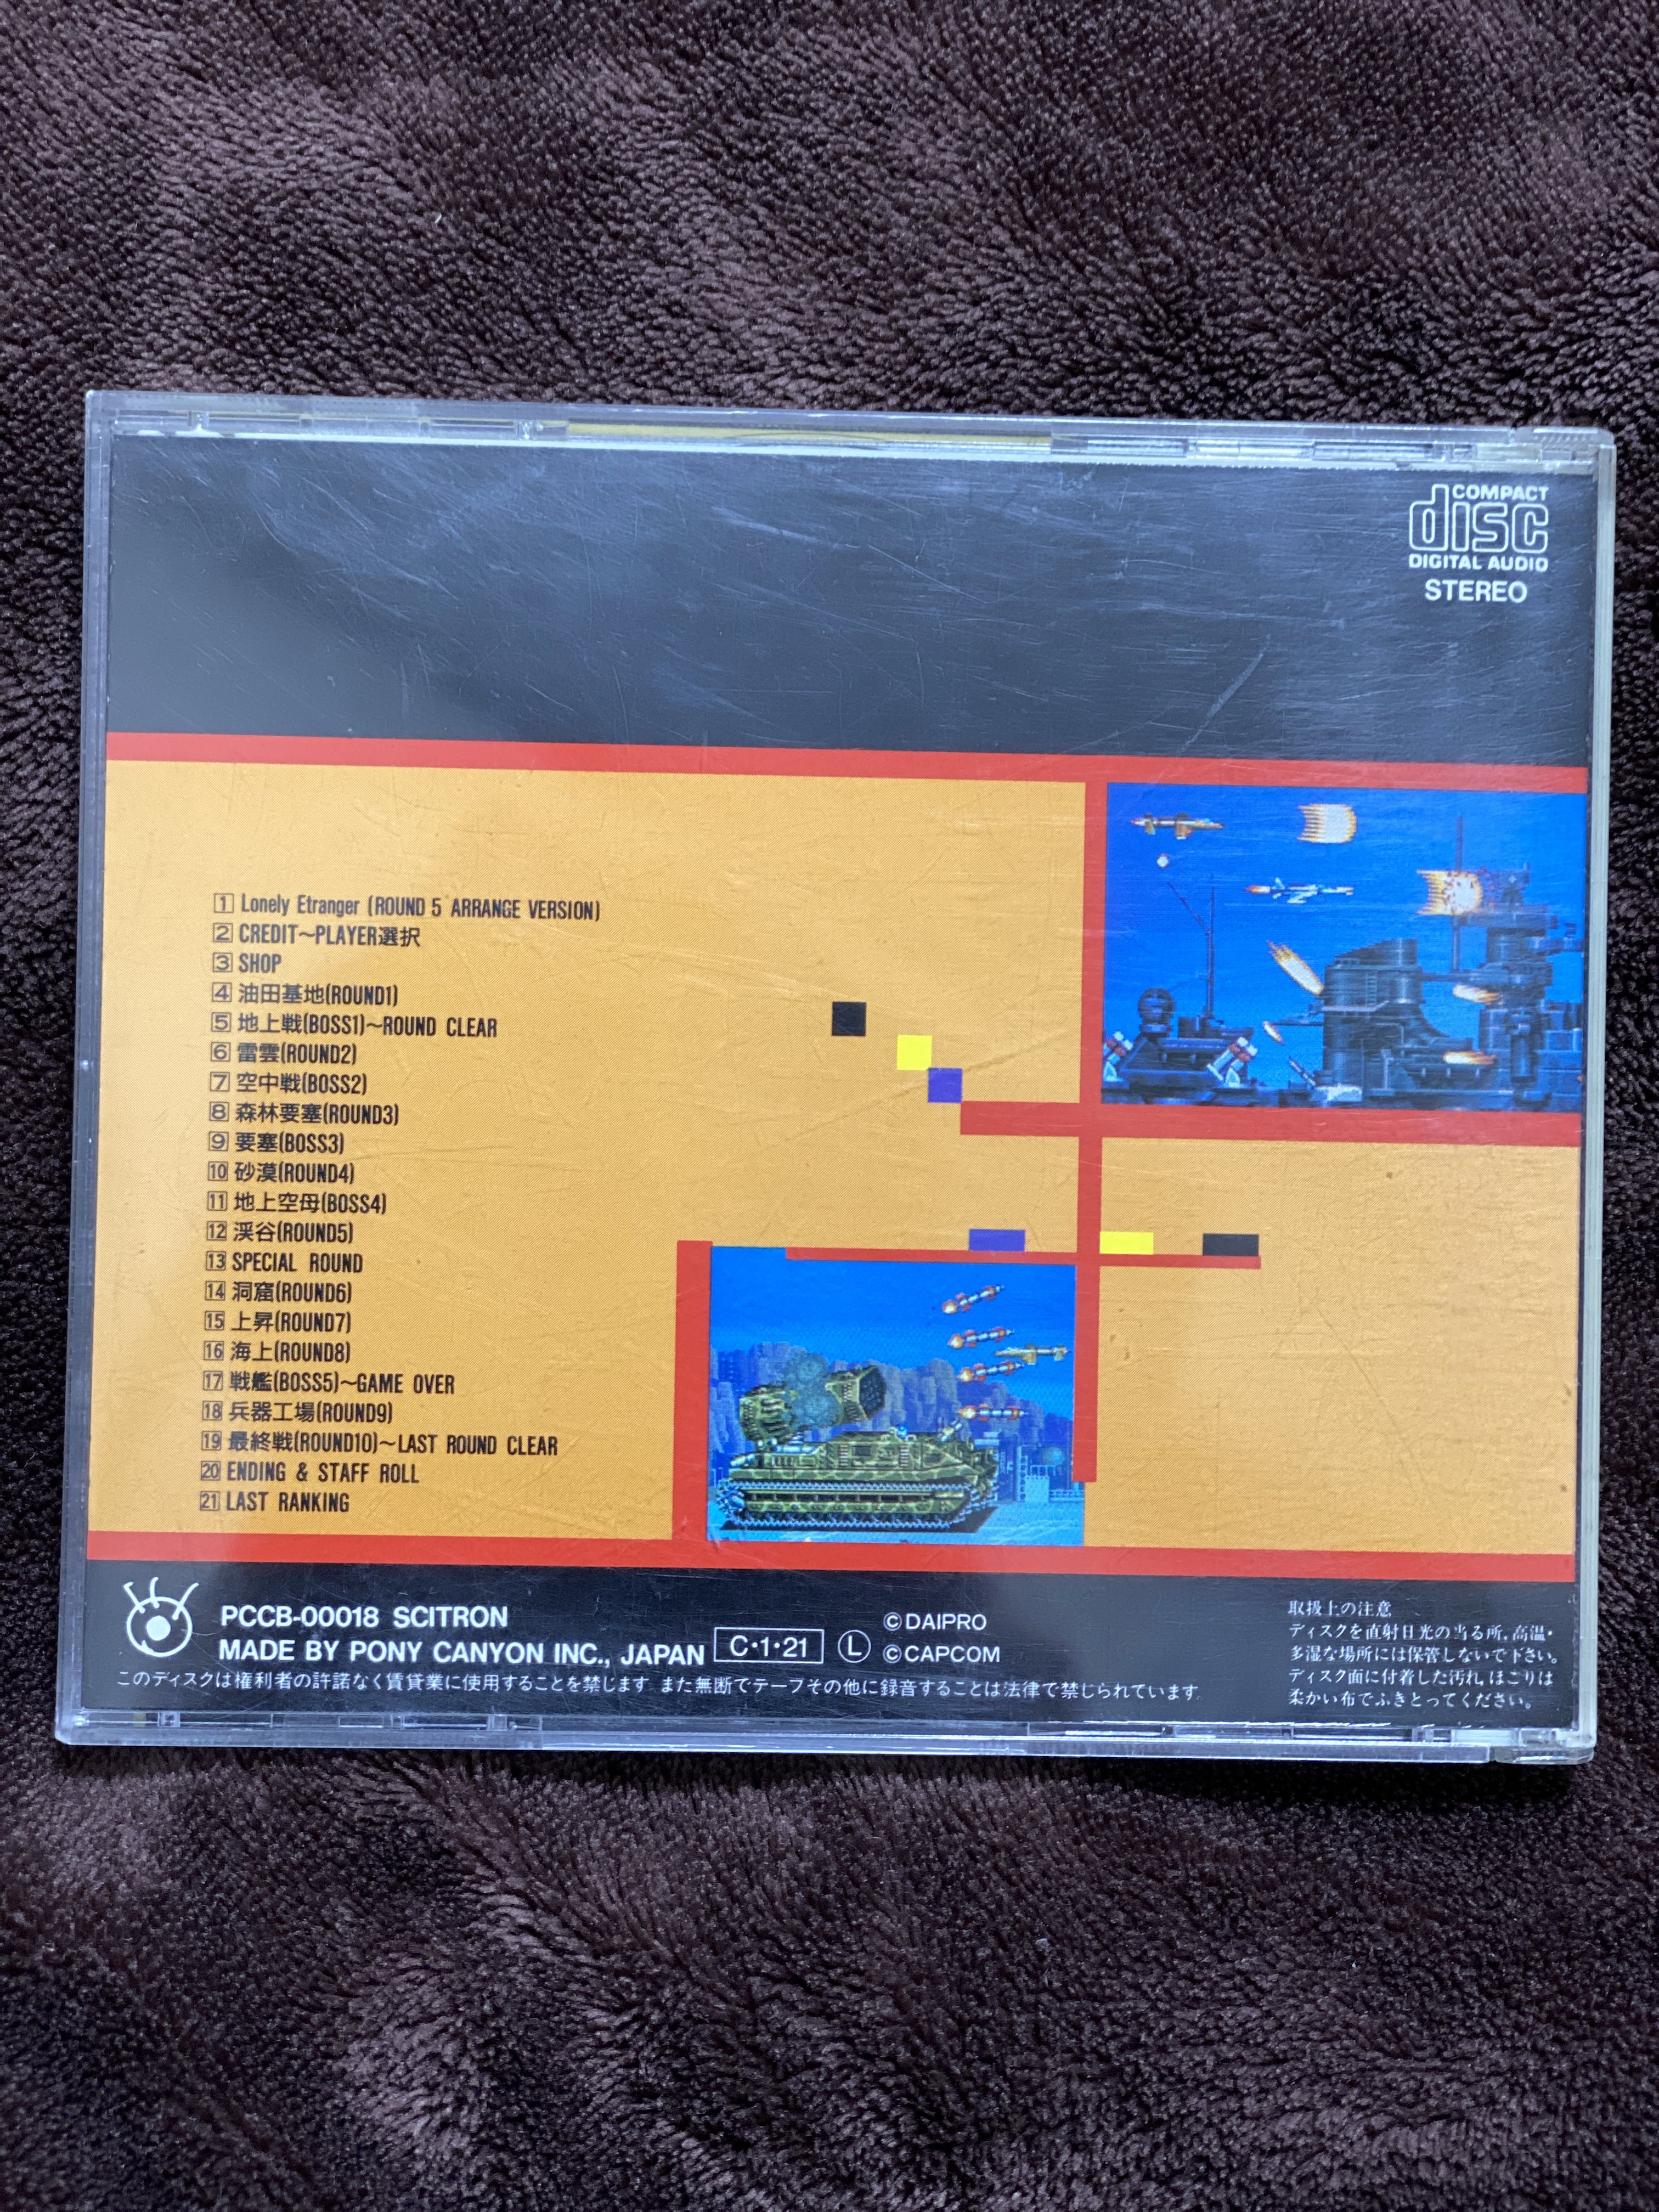 COMPACT
disc
DIGITAL AUDIO
STEREO
1 Lonely Etranger (ROUND 5 ARRANGE VERSION)
2 CREDIT〜PLAYER選択
3 SHOP
4 油田基地(ROUND1)
5 地上戦(BOSS1)〜ROUND CLEAR
6 雷雲(ROUND2)
7 空中戦(BOSS2)
8 森林要塞(ROUND3)
9 要塞(BOSS3)
10 砂漠(ROUND4)
11 地上空母(BOSS4)
12 渓谷(ROUND5)
13 SPECIAL ROUND
14 洞窟(ROUND6)
15 上昇(ROUND7)
16 海上(ROUND8)
17 戦艦(BOSS5)〜GAME OVER
18 兵器工場(ROUND9)
19 最終戦(ROUND10)〜LAST ROUND CLEAR
20 ENDING & STAFF ROLL
21 LAST RANKING
PCCB-00018 SCITRON
MADE BY PONY CANYON INC., JAPAN C・1・21 Ⓛ
©DAIPRO
©CAPCOM
このディスクは権利者の許諾なく賃貸業に使用することを禁じます また無断でテープその他に録音することは法律で禁じられています
取扱上の注意
ディスクを直射日光の当る所、高温・
多湿な場所には保管しないで下さい。
ディスク面に付着した汚れ、ほこりは
柔かい布でふきとってください。